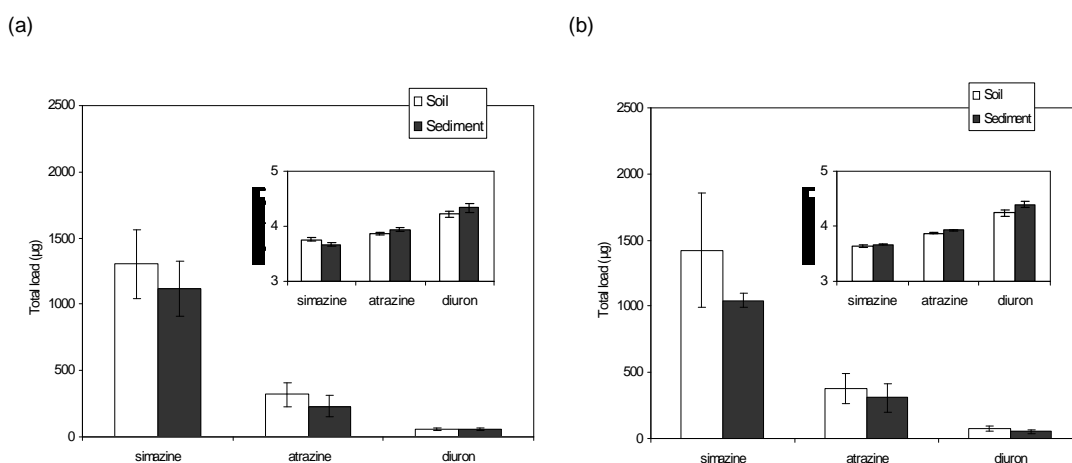 (a)
(b)
Soil
Sediment
2500
2000
1500
1000
500
0
Total load (µg)
5
4
3
simazine
atrazine
diuron
simazine
atrazine
diuron
Soil
Sediment
2500
2000
1500
1000
500
0
Total load (µg)
5
4
3
simazine
atrazine
diuron
simazine
atrazine
diuron